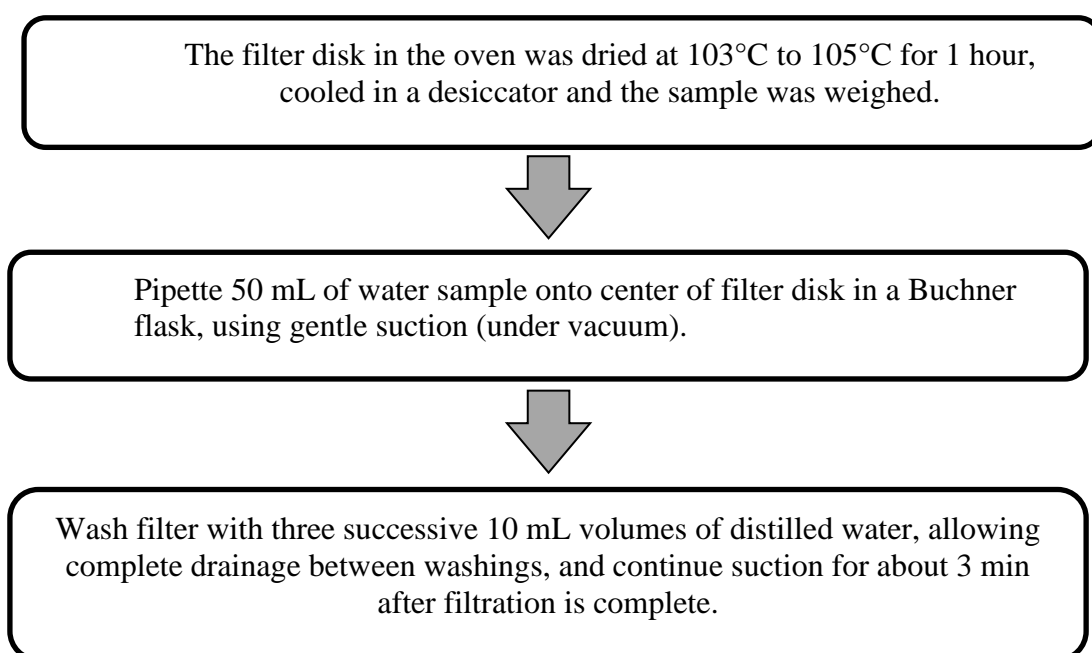 The filter disk in the oven was dried at 103°C to 105°C for 1 hour,
cooled in a desiccator and the sample was weighed.
Pipette 50 mL of water sample onto center of filter disk in a Buchner
flask, using gentle suction (under vacuum).
Wash filter with three successive 10 mL volumes of distilled water, allowing
complete drainage between washings, and continue suction for about 3 min
after filtration is complete.